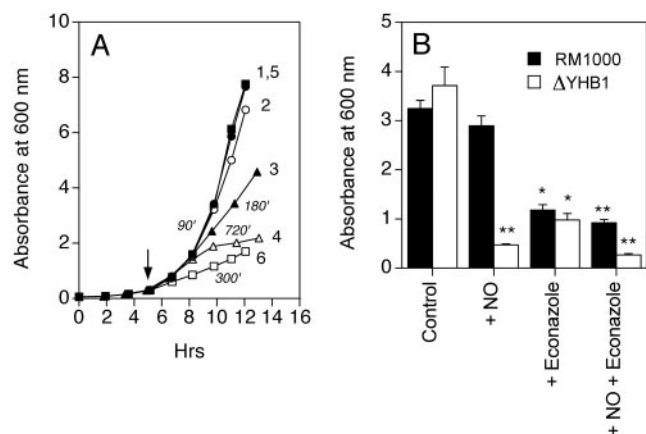 A
Absorbance at 600 nm
10
8
6
4
2
0
0 2 4 6 8 10 12 14 16
Hrs
1,5
2
3
4
6
90'
180'
720'
300'
B
Absorbance at 600 nm
5
4
3
2
1
0
RM1000
ΔYHB1
**
*
*
**
**
Control
+ NO
+ Econazole
+ NO + Econazole